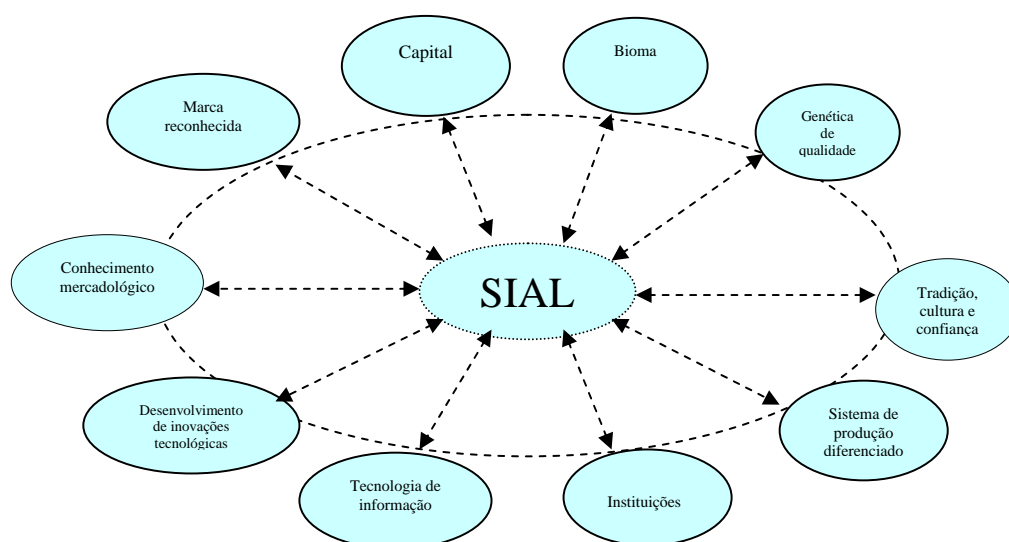 Capital
Bioma
Marca
reconhecida
Genética
de
qualidade
Conhecimento
mercadológico
SIAL
Tradição,
cultura e
confiança
Desenvolvimento
de inovações
tecnológicas
Sistema de
produção
diferenciado
Tecnologia de
informação
Instituições